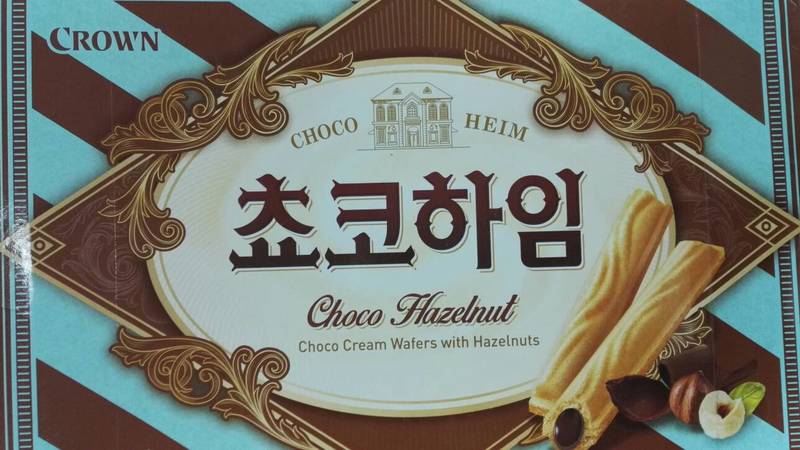 CROWN
CHOCO HEIM
쵸코하임
Choco Hazelnut
Choco Cream Wafers with Hazelnuts